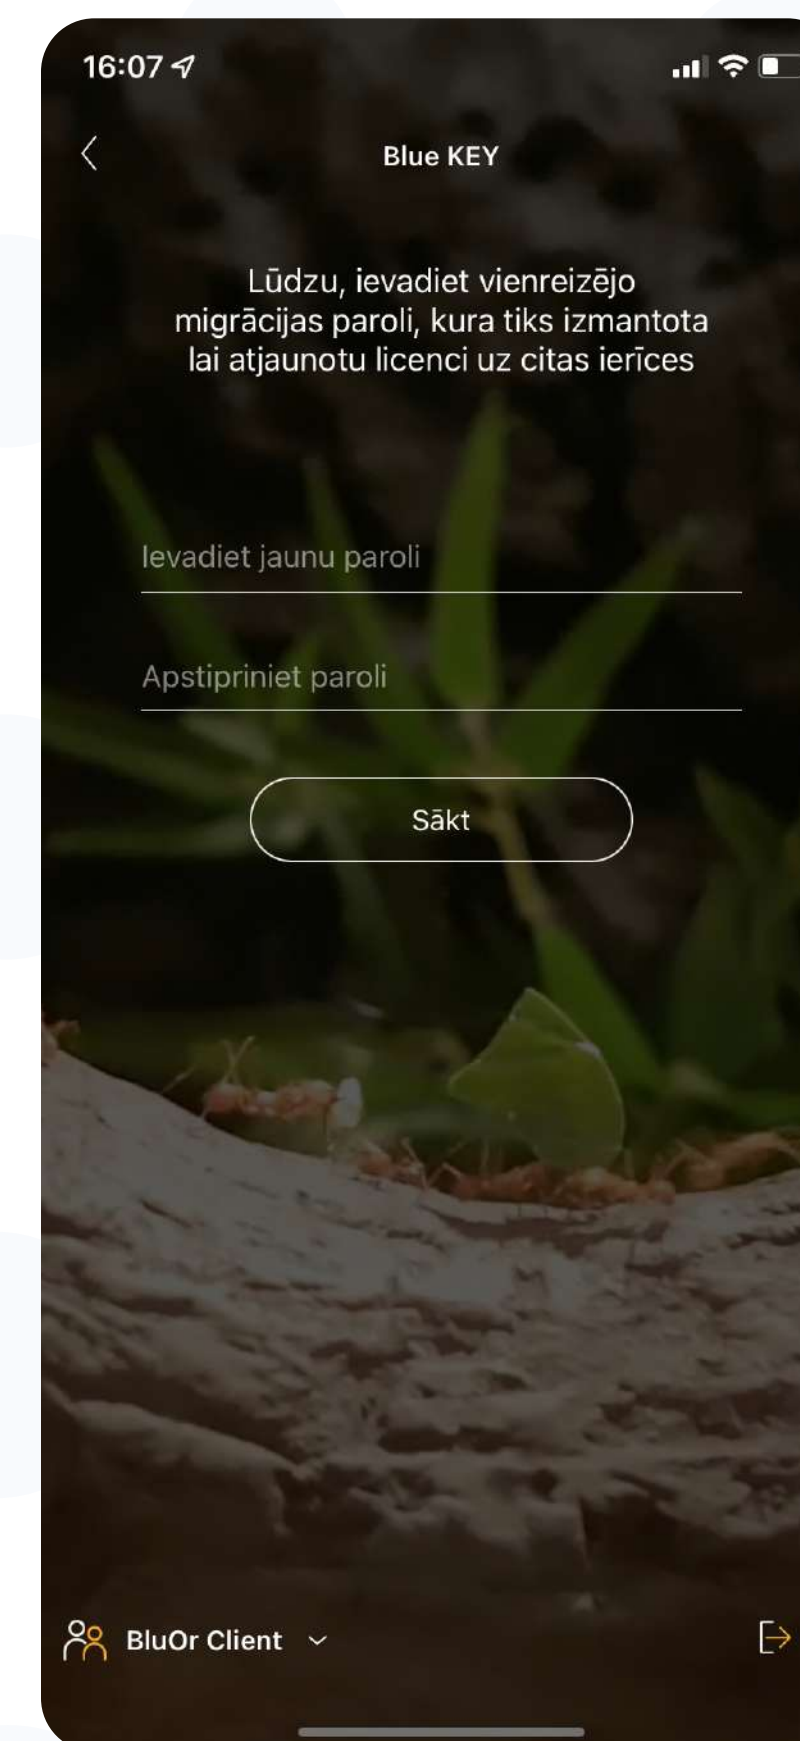 16:07
Blue KEY
Lūdzu, ievadiet vienreizējo
migrācijas paroli, kura tiks izmantota
lai atjaunotu licenci uz citas ierīces
Ievadiet jaunu paroli
Apstipriniet paroli
Sākt
BluOr Client